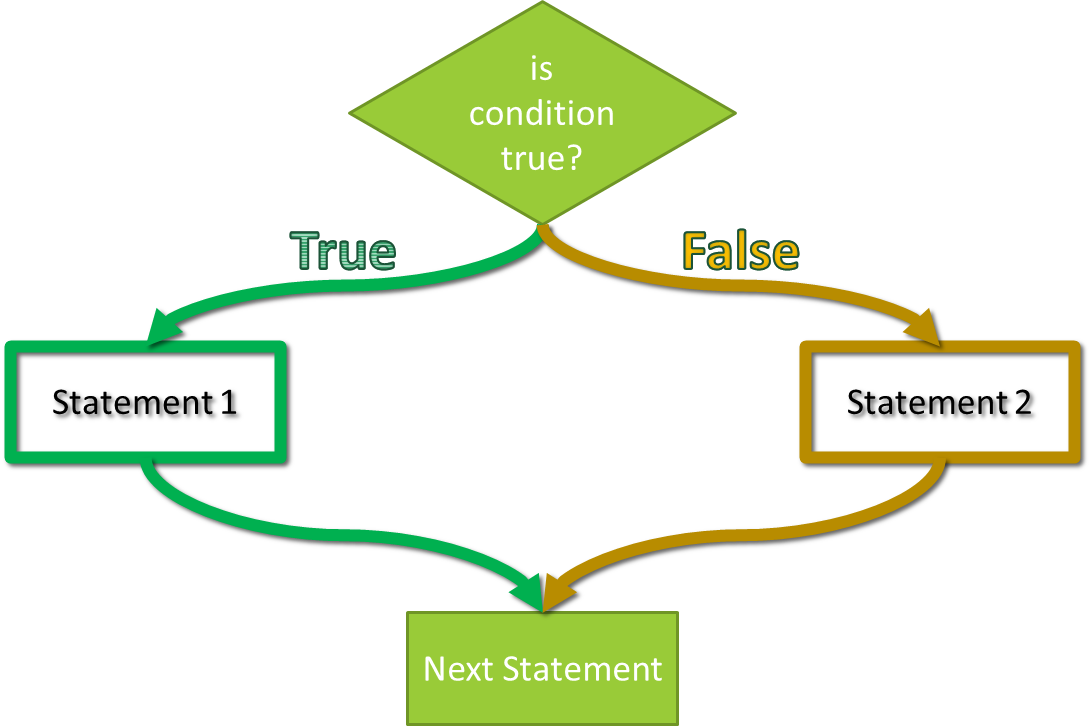 is
condition
true?
True
False
Statement 1
Statement 2
Next Statement